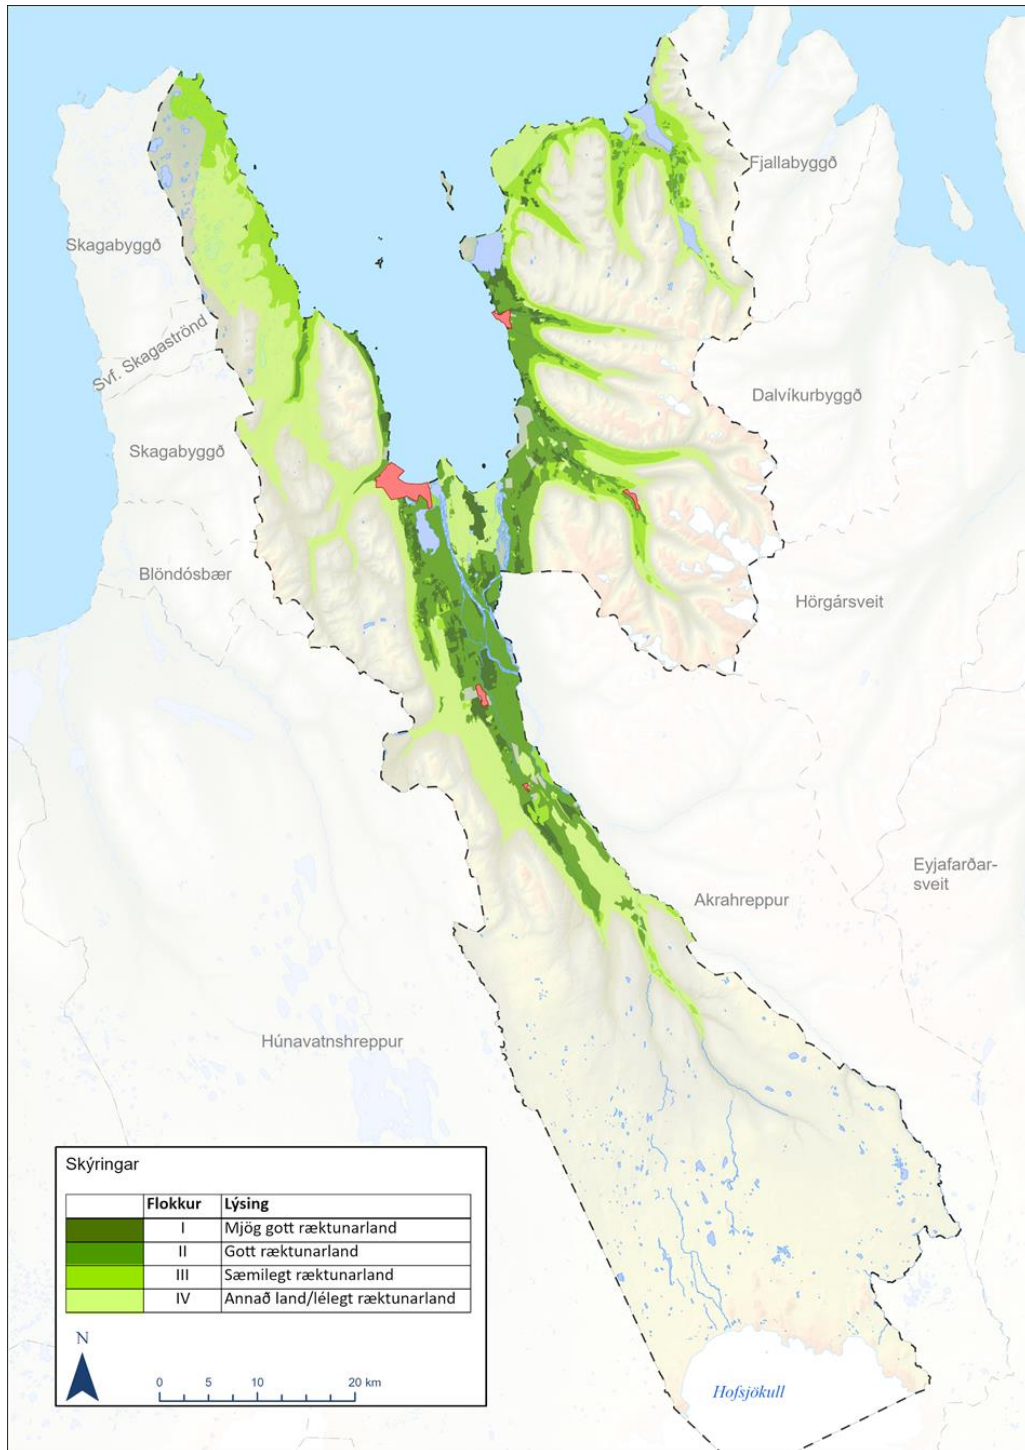 Fjallabyggð
Skagabyggð
Svf. Skagaströnd
Dalvíkurbyggð
Skagabyggð
Blöndósbær
Hörgársveit
Eyjafarðar-
sveit
Akrahreppur
Húnavatnshreppur
Skýringar
Flokkur Lýsing
I Mjög gott ræktunarland
II Gott ræktunarland
III Sæmilegt ræktunarland
IV Annað land/lélegt ræktunarland
N
0 5 10 20 km
Hofsjökull